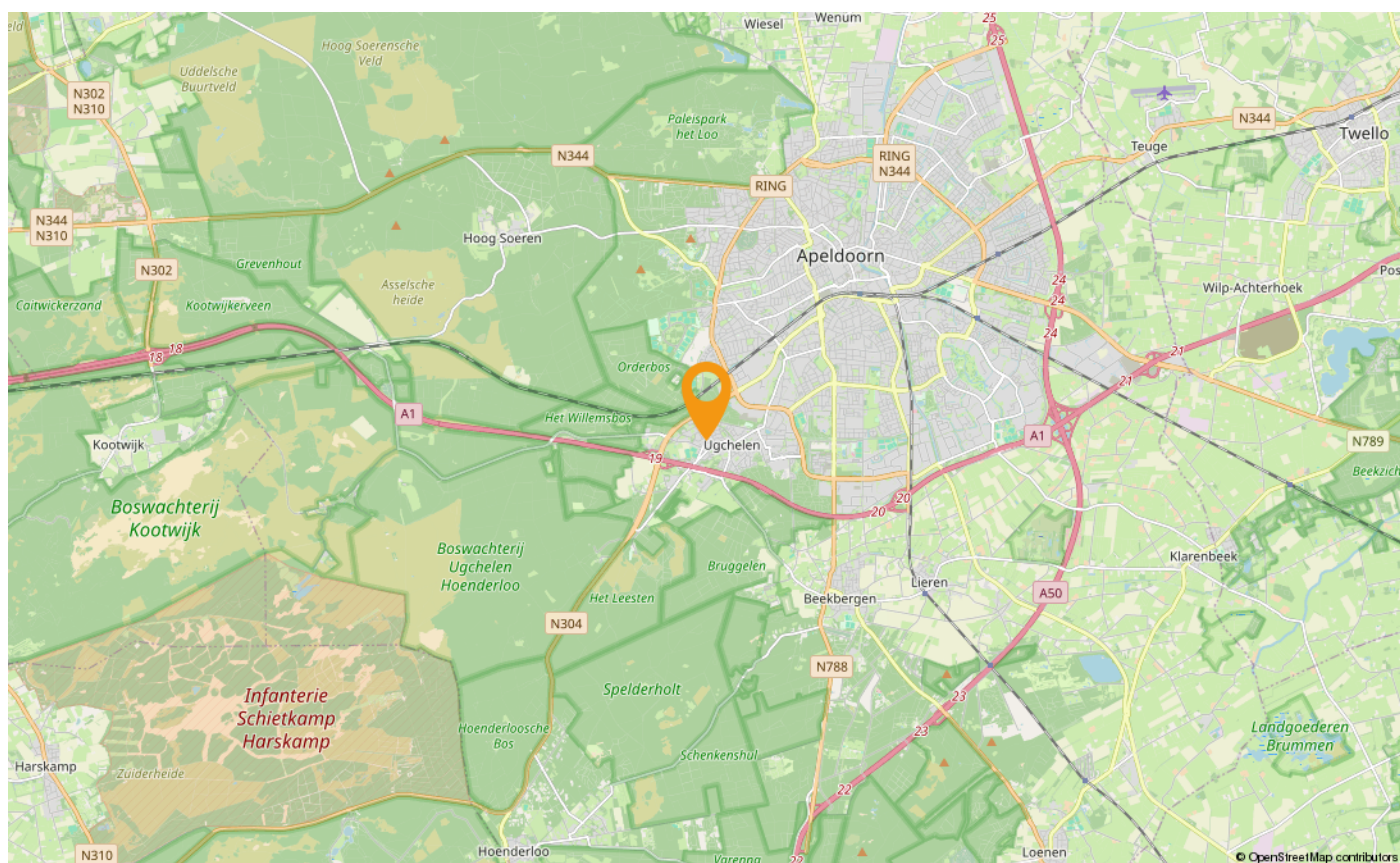 Wiesel
Wenum
25
25
eld
Hoog Soerensche
Veld
Uddelsche
Buurtveld
N302
N310
Paleispark
het Loo
N344
Twello
Teuge
N344
RING
N344
RING
N344
N310
Hoog Soeren
Apeldoorn
N302
Grevenhout
Asselsche
heide
Caitwickerzand
Kootwijkerveen
24
24
24
Wilp-Achterhoek
Pos
18
18
21
21
Orderbos
A1
Het Willemsbos
Kootwijk
Ugchelen
A1
N789
19
Beekzich
20
20
Boswachterij
Kootwijk
Boswachterij
Ugchelen
Hoenderloo
Bruggelen
Klarenbeek
Lieren
Het Leesten
Beekbergen
A50
N304
N788
Infanterie
Schietkamp
Harskamp
Spelderholt
23
23
Hoenderloosche
Bos
Landgoederen
Brummen
Schenkenshul
Harskamp
Zuiderheide
22
N310
Hoenderloo
Varenna
22
Loenen
© OpenStreetMap contributors